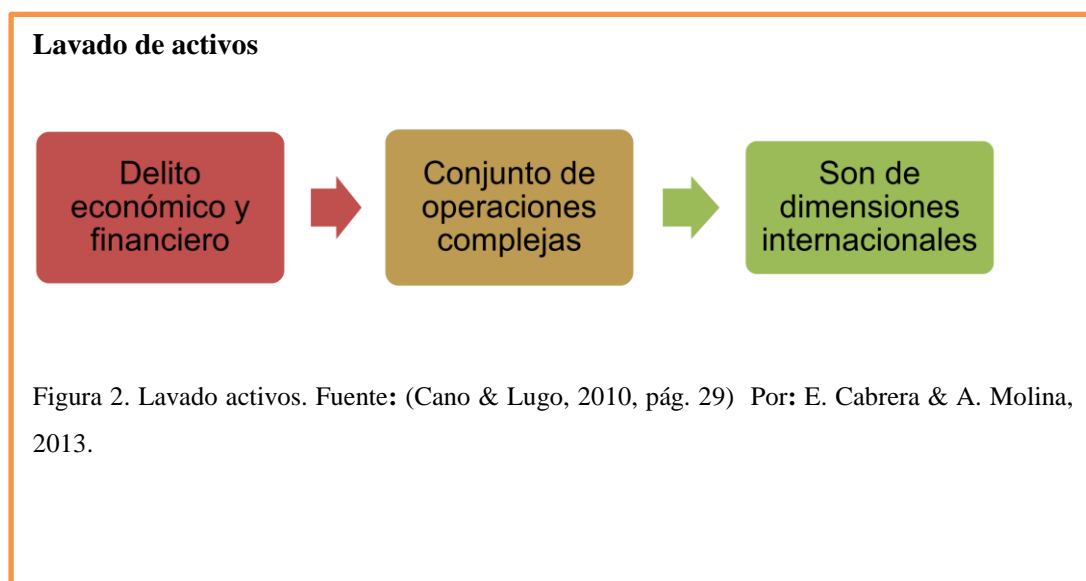 Lavado de activos
Delito
económico y
financiero
Conjunto de
operaciones
complejas
Son de
dimensiones
internacionales
Figura 2. Lavado activos. Fuente: (Cano & Lugo, 2010, pág. 29) Por: E. Cabrera & A. Molina,
2013.